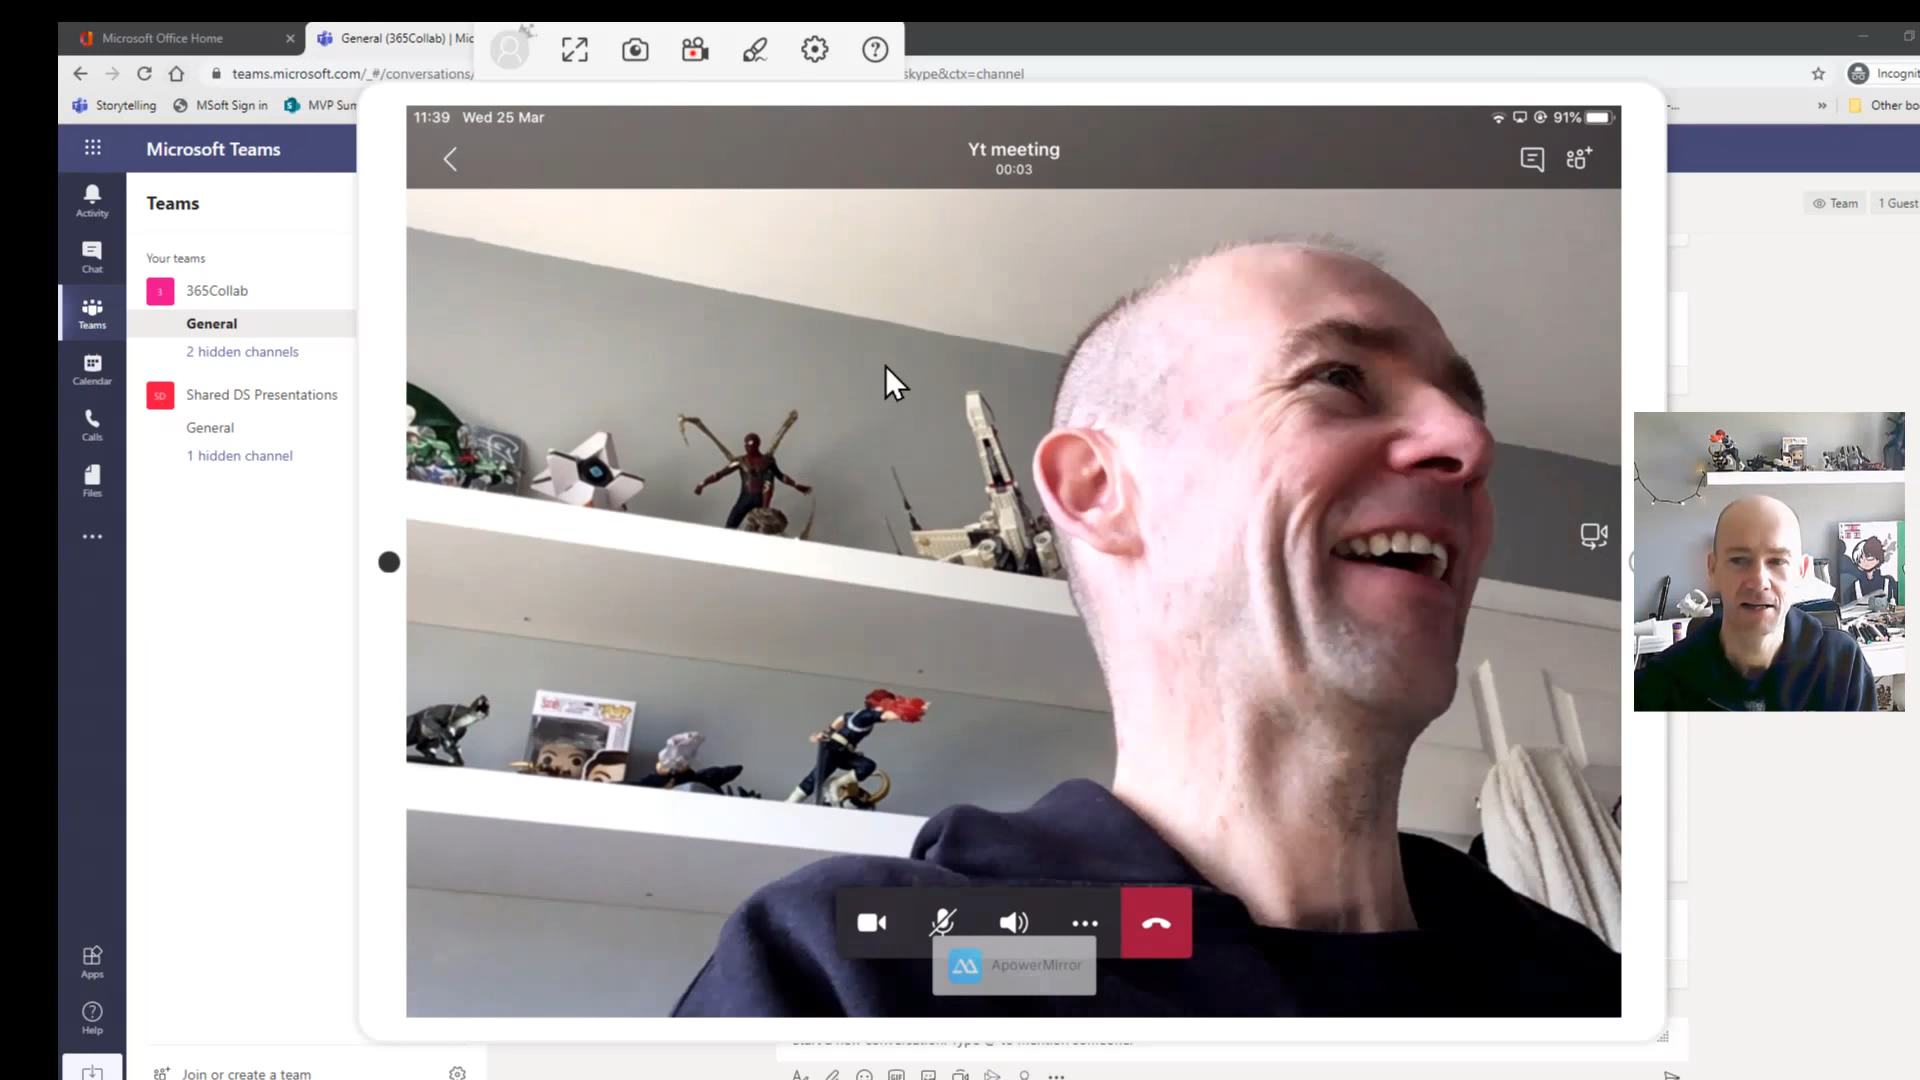 Microsoft Office Home
General (365Collab) | Mic
teams.microsoft.com/_#/conversations/
skype&ctx=channel
Incognit
Storytelling
MSoft Sign in
MVP Sum
Other bo
11:39 Wed 25 Mar
91%
Yt meeting
00:03
Microsoft Teams
Activity
Chat
Teams
Calendar
Calls
Files
Apps
Help
Teams
Your teams
3
365Collab
General
2 hidden channels
SD
Shared DS Presentations
General
1 hidden channel
Team
1 Guest
ApowerMirror
Join or create a team
GIF